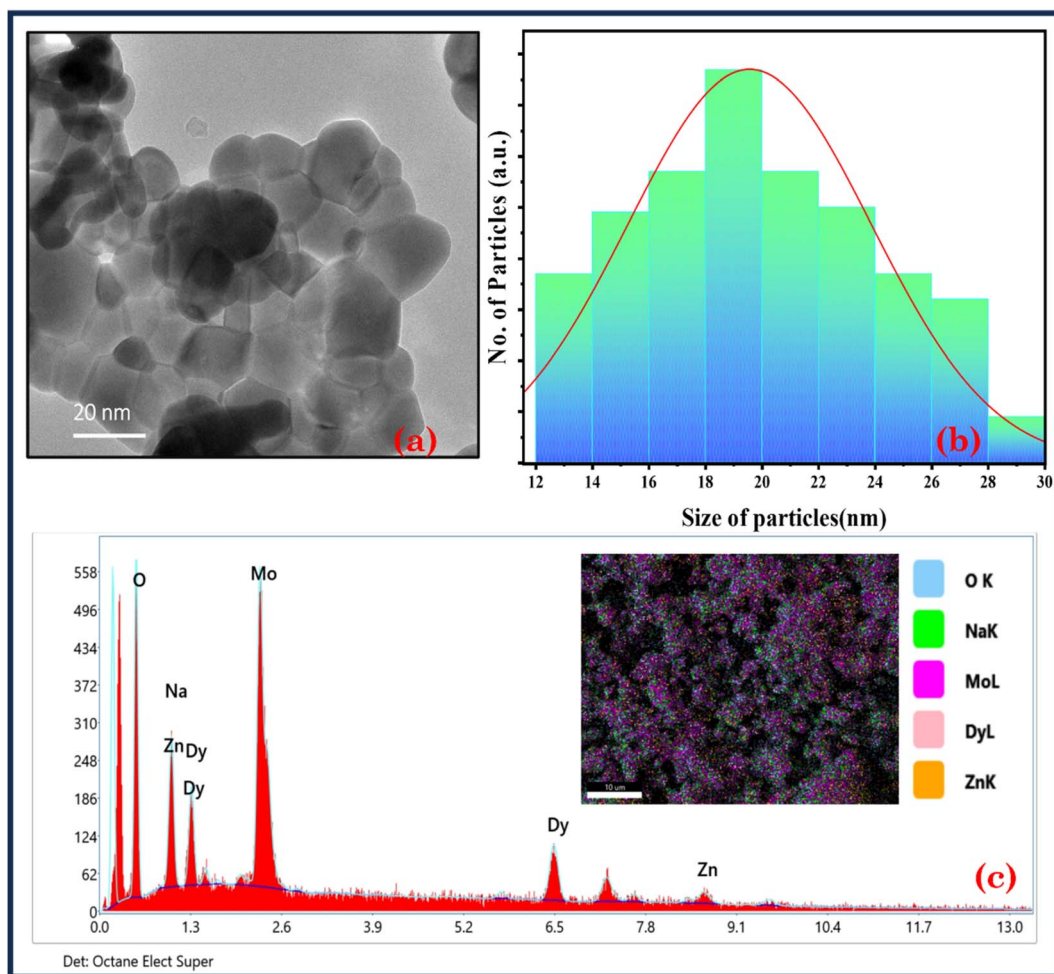 20 nm
(a)
No. of Particles (a.u.)
(b)
12 14 16 18 20 22 24 26 28 30
Size of particles(nm)
558
496
434
372
310
248
186
124
62
0
O
Mo
Na
Zn Dy
Dy
Dy
Zn
10 um
O K
NaK
MoL
DyL
ZnK
(c)
0.0 1.3 2.6 3.9 5.2 6.5 7.8 9.1 10.4 11.7 13.0
Det: Octane Elect Super